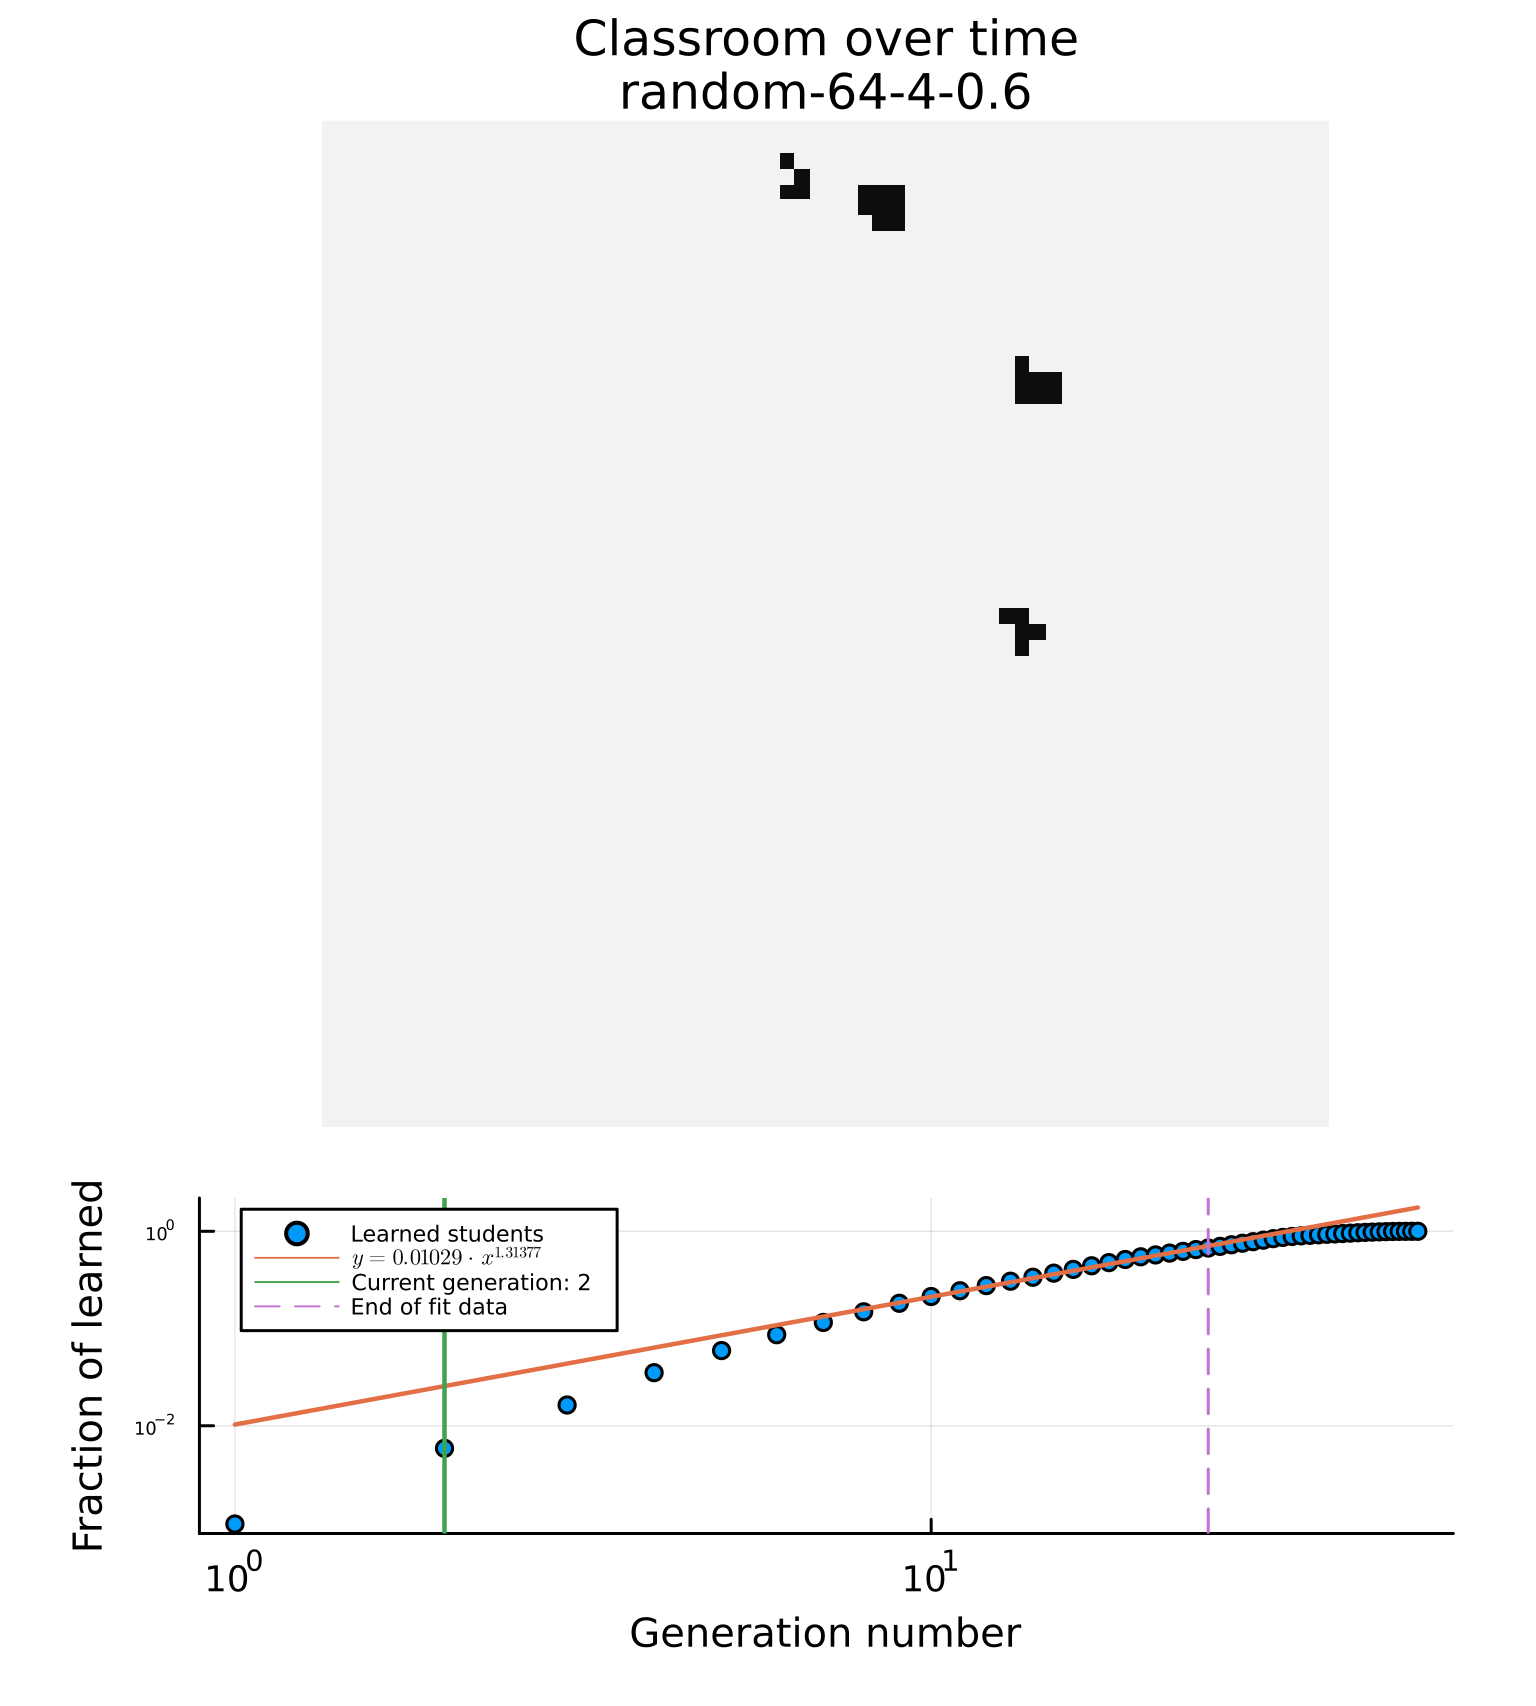 Classroom over time
random-64-4-0.6
Fraction of learned
10⁰
10⁻²
Learned students
y = 0.01029 · x^1.31377
Current generation: 2
End of fit data
10⁰ 10¹
Generation number